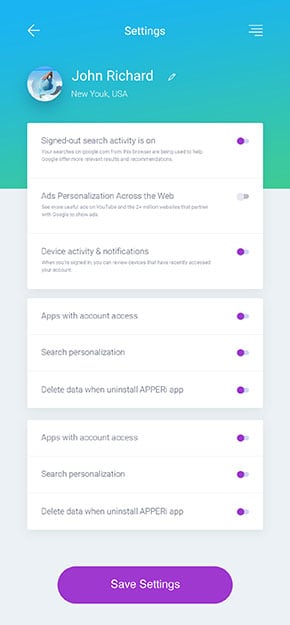 Settings
John Richard
New Youk, USA
Signed-out search activity is on
Your searches on google.com from this browser are being used to help
Google offer more relevant results and recommendations.
Ads Personalization Across the Web
See more useful ads on YouTube and the 2+ million websites that partner
with Google to show ads.
Device activity & notifications
When you're signed in, you can review devices that have recently accessed
your account.
Apps with account access
Search personalization
Delete data when uninstall APPERi app
Apps with account access
Search personalization
Delete data when uninstall APPERi app
Save Settings